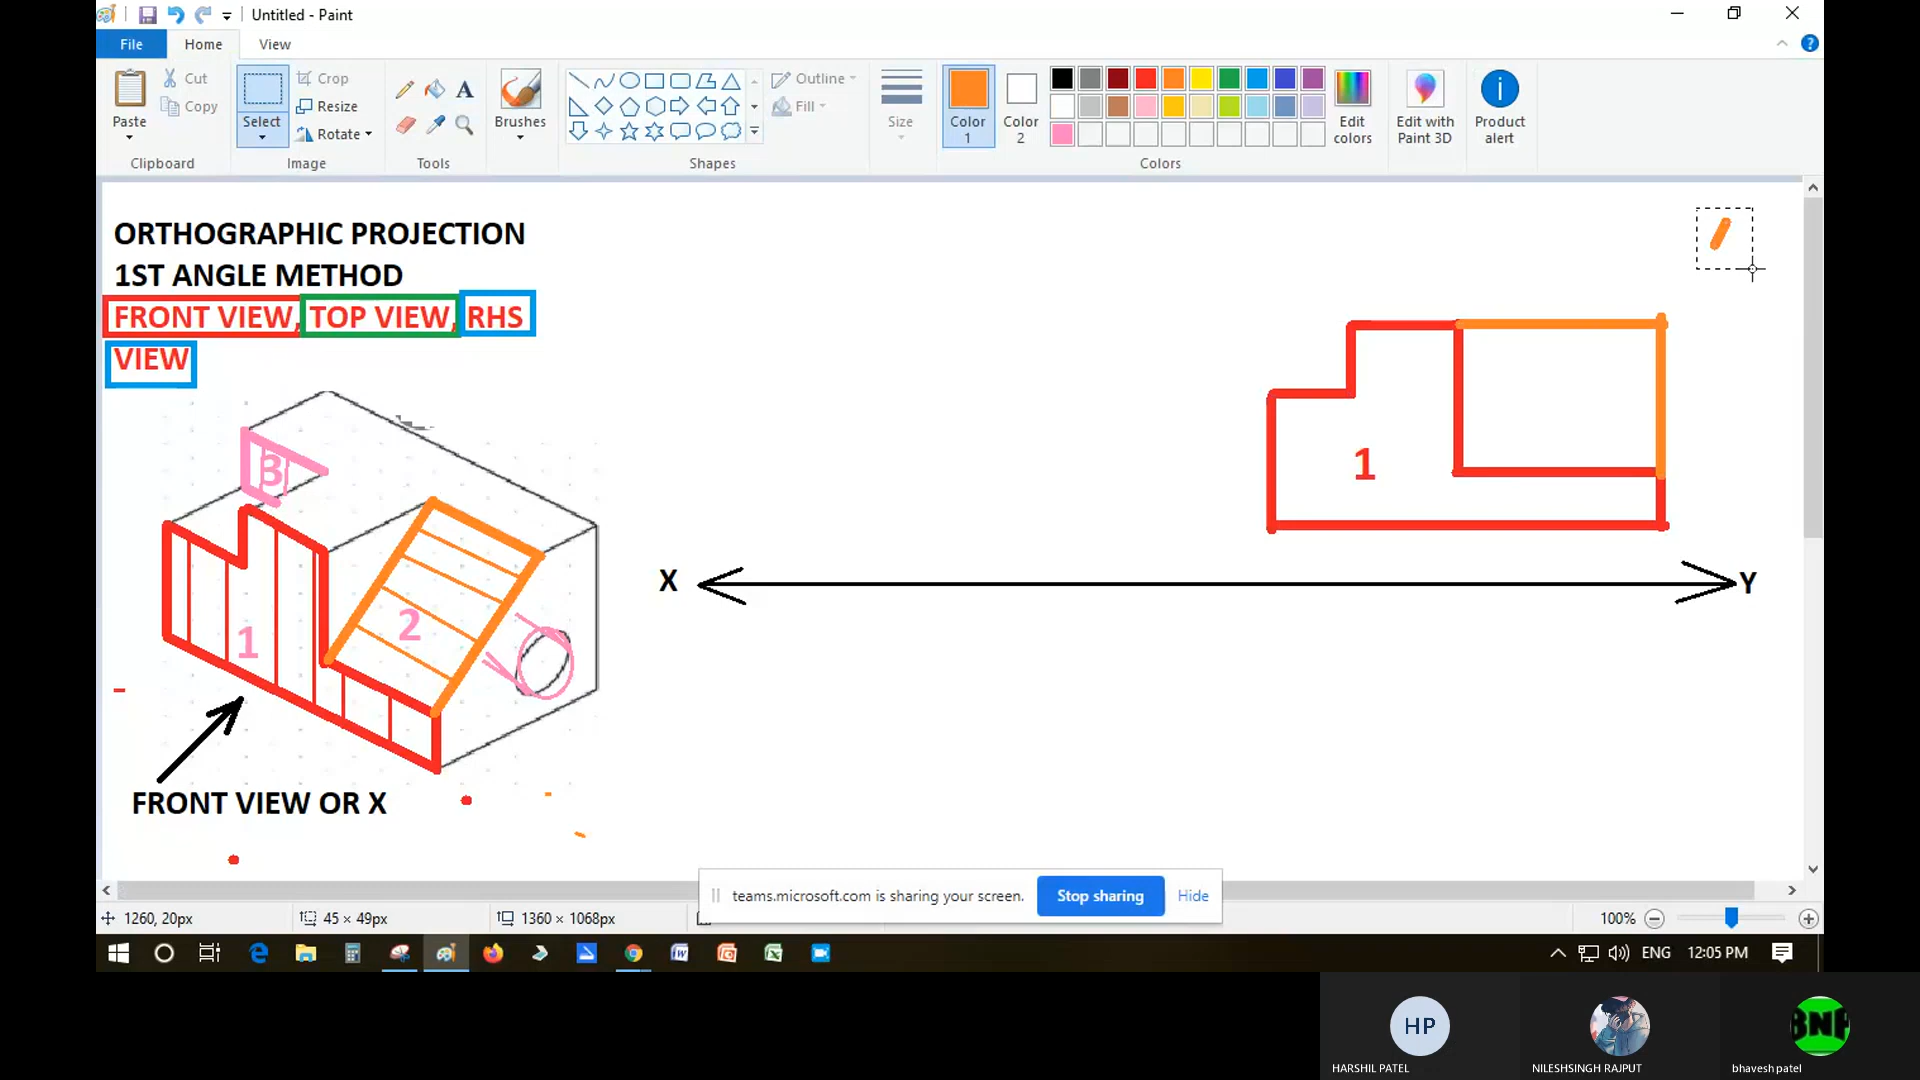 Untitled - Paint
File Home View
Paste
Cut
Copy
Clipboard
Select
Crop
Resize
Rotate
Image
Tools
Brushes
Shapes
Outline
Fill
Size
Color 1
Color 2
Edit colors
Colors
Edit with Paint 3D
Product alert
ORTHOGRAPHIC PROJECTION
1ST ANGLE METHOD
FRONT VIEW, TOP VIEW, RHS
VIEW
3
1
2
1
X
Y
FRONT VIEW OR X
teams.microsoft.com is sharing your screen. Stop sharing Hide
1260, 20px 45 × 49px 1360 × 1068px 100%
ENG 12:05 PM
HP
BNP
HARSHIL PATEL NILESHSINGH RAJPUT bhavesh patel